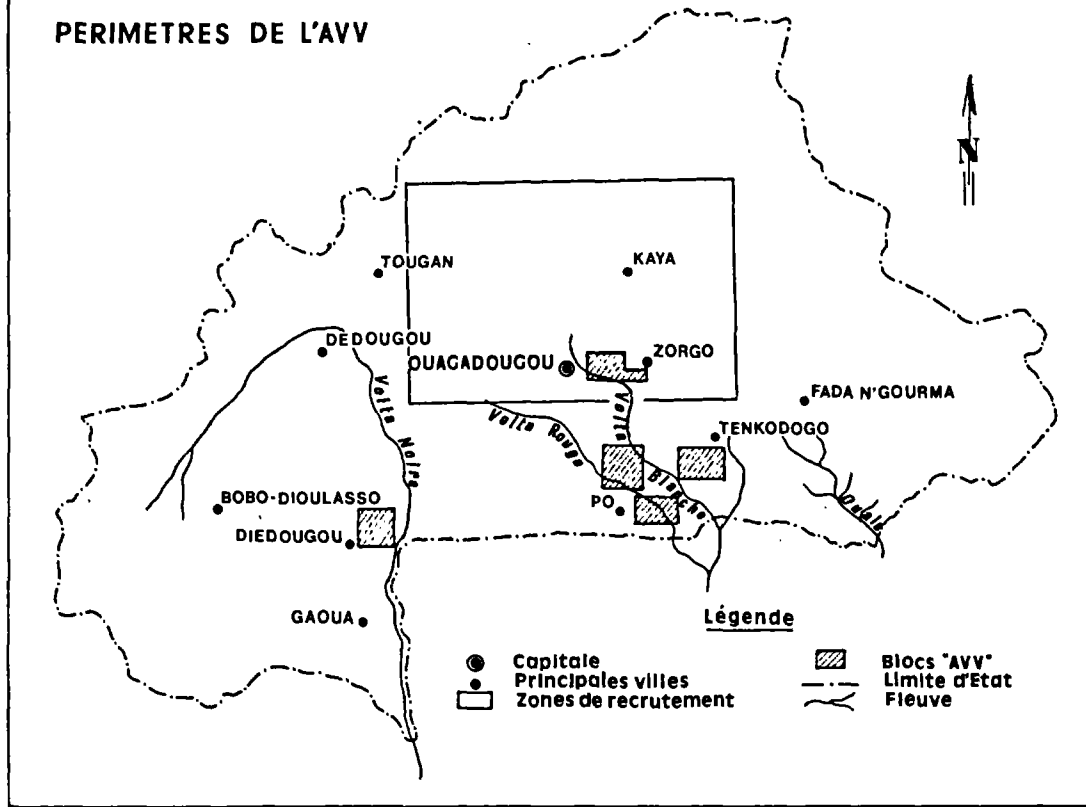 PERIMETRES DE L'AVV
N
TOUGAN
KAYA
DEDOUGOU
OUAGADOUGOU
ZORGO
FADA N'GOURMA
Volta Noire
Volta Rouge
Volta Blanche
TENKODOGO
BOBO-DIOULASSO
PO
DIEDOUGOU
GAOUA
Légende
Capitale
Principales villes
Zones de recrutement
Blocs "AVV"
Limite d'Etat
Fleuve